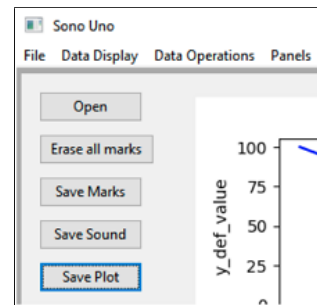 Sono Uno
File Data Display Data Operations Panels
Open
Erase all marks
Save Marks
Save Sound
Save Plot
100
75
50
25
y_def_value